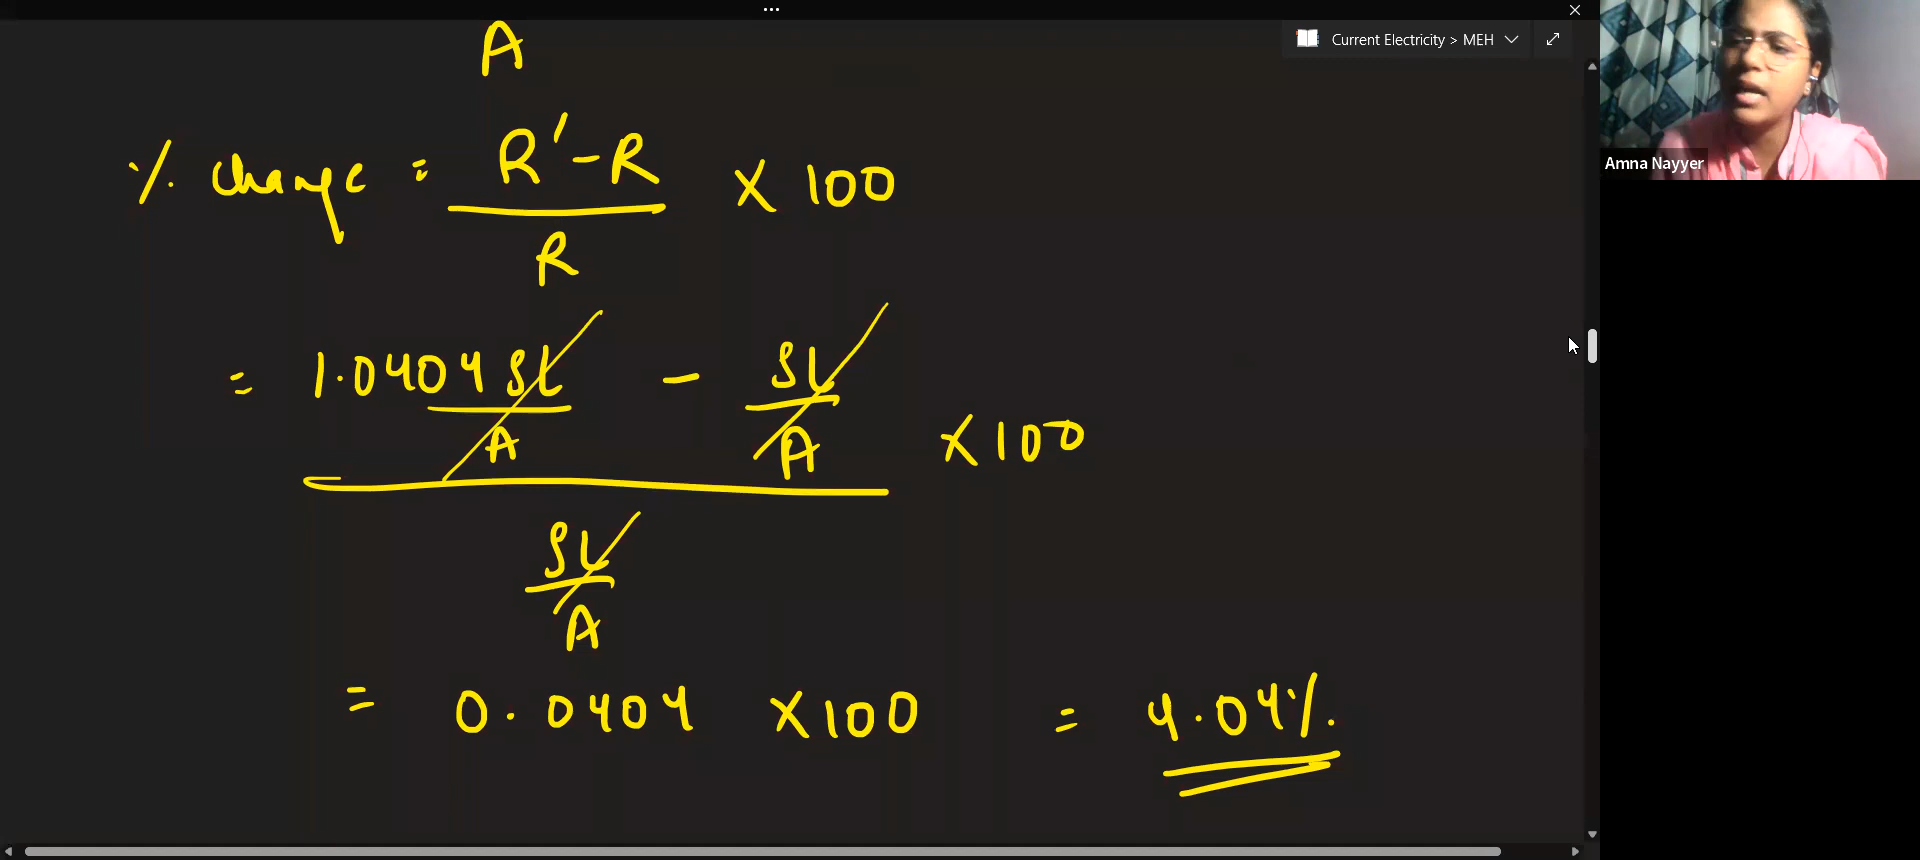 ...
Current Electricity > MEH
Amna Nayyer
A
% change = R' - R / R × 100
= 1.0404 ρL / A - ρL / A / ρL / A × 100
= 0.0404 × 100 = 4.04%